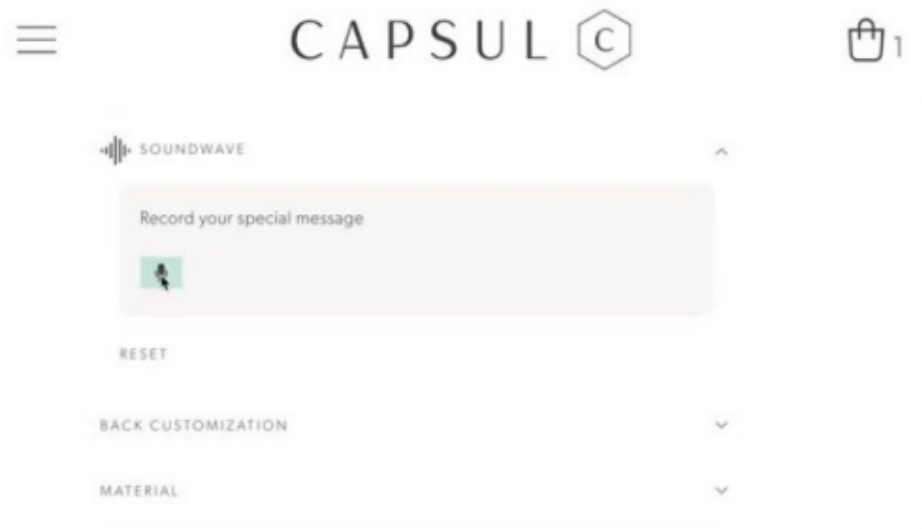 CAPSUL C
1
SOUNDWAVE
Record your special message
RESET
BACK CUSTOMIZATION
MATERIAL